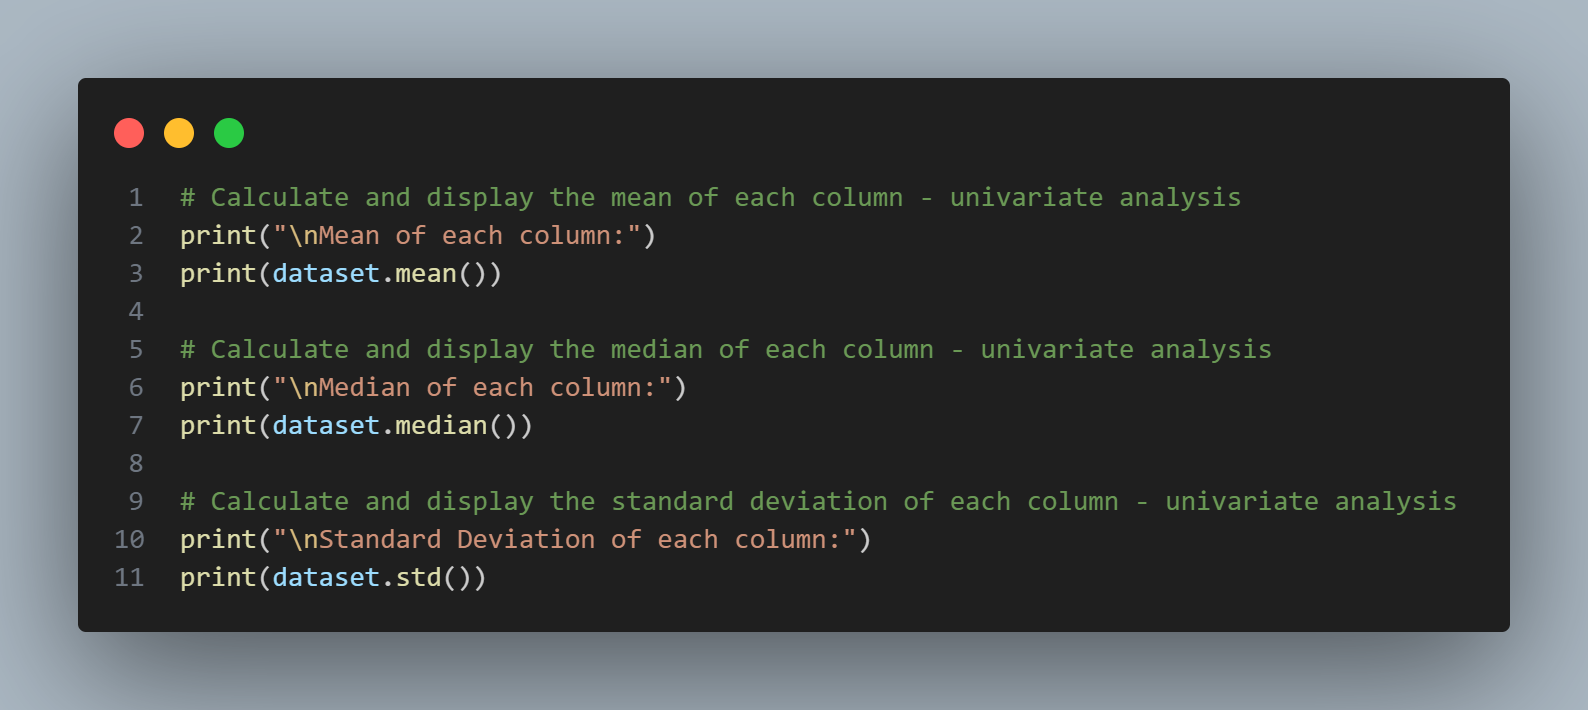 1 # Calculate and display the mean of each column - univariate analysis
2 print("\nMean of each column:")
3 print(dataset.mean())
4
5 # Calculate and display the median of each column - univariate analysis
6 print("\nMedian of each column:")
7 print(dataset.median())
8
9 # Calculate and display the standard deviation of each column - univariate analysis
10 print("\nStandard Deviation of each column:")
11 print(dataset.std())